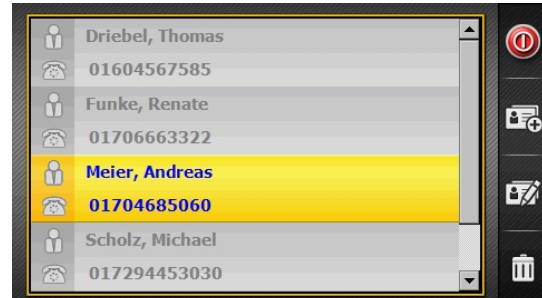 Driebel, Thomas
01604567585
Funke, Renate
01706663322
Meier, Andreas
01704685060
Scholz, Michael
017294453030